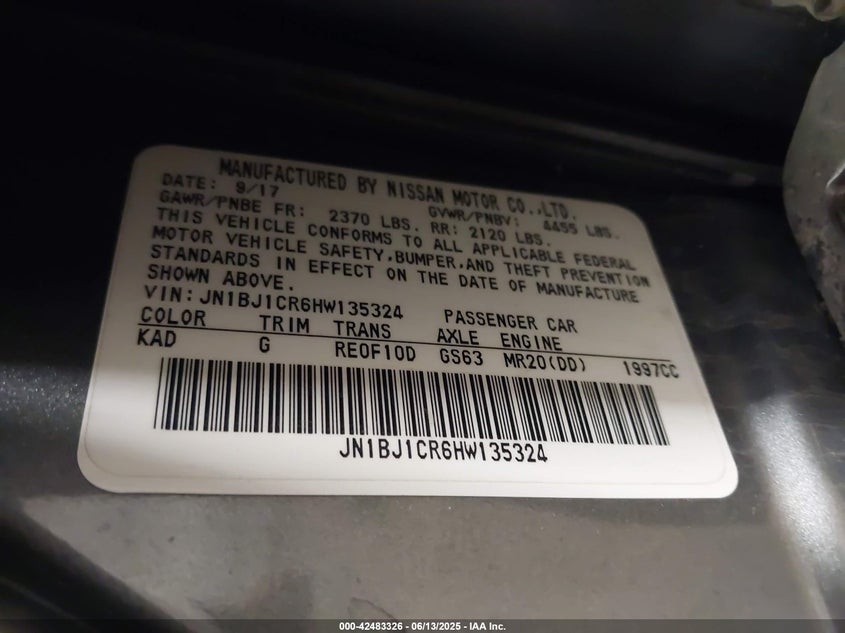 MANUFACTURED BY NISSAN MOTOR CO.,LTD.
DATE: 9/17 GVWR/PNBV: 4455 LBS.
GAWR/PNBE FR: 2370 LBS. RR: 2120 LBS.
THIS VEHICLE CONFORMS TO ALL APPLICABLE FEDERAL
MOTOR VEHICLE SAFETY,BUMPER,AND THEFT PREVENTION
STANDARDS IN EFFECT ON THE DATE OF MANUFACTURE
SHOWN ABOVE.
VIN:JN1BJ1CR6HW135324 PASSENGER CAR
COLOR TRIM TRANS AXLE ENGINE
KAD G RE0F10D GS63 MR20(DD) 1997CC
JN1BJ1CR6HW135324
000-42483326 - 06/13/2025 - IAA Inc.